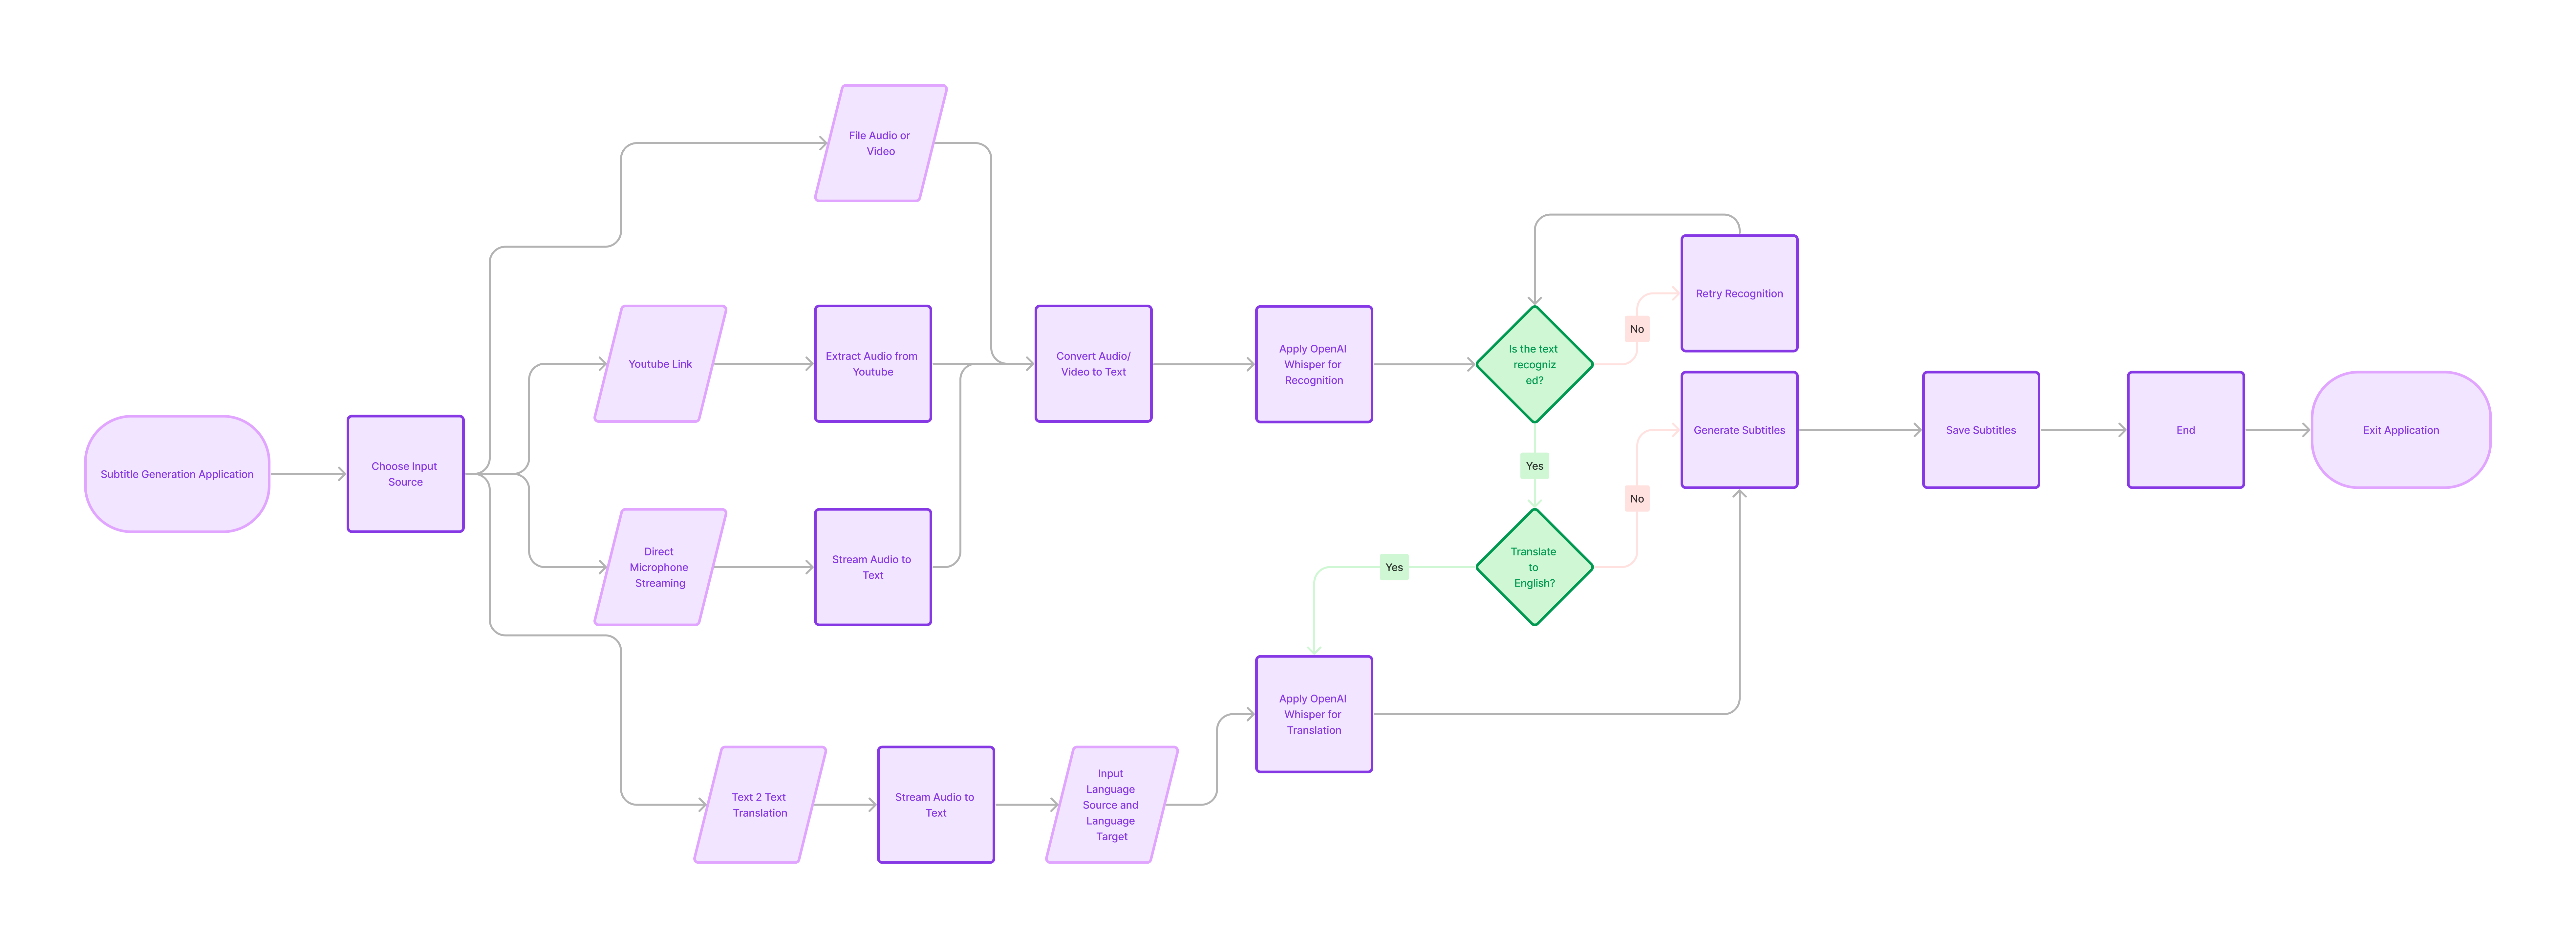 Subtitle Generation Application
Choose Input
Source
File Audio or
Video
Youtube Link
Extract Audio from
Youtube
Direct
Microphone
Streaming
Stream Audio to
Text
Text 2 Text
Translation
Stream Audio to
Text
Input
Language
Source and
Language
Target
Convert Audio/
Video to Text
Apply OpenAI
Whisper for
Recognition
Is the text
recogniz
ed?
No
Retry Recognition
Yes
Translate
to
English?
Yes
No
Apply OpenAI
Whisper for
Translation
Generate Subtitles
Save Subtitles
End
Exit Application